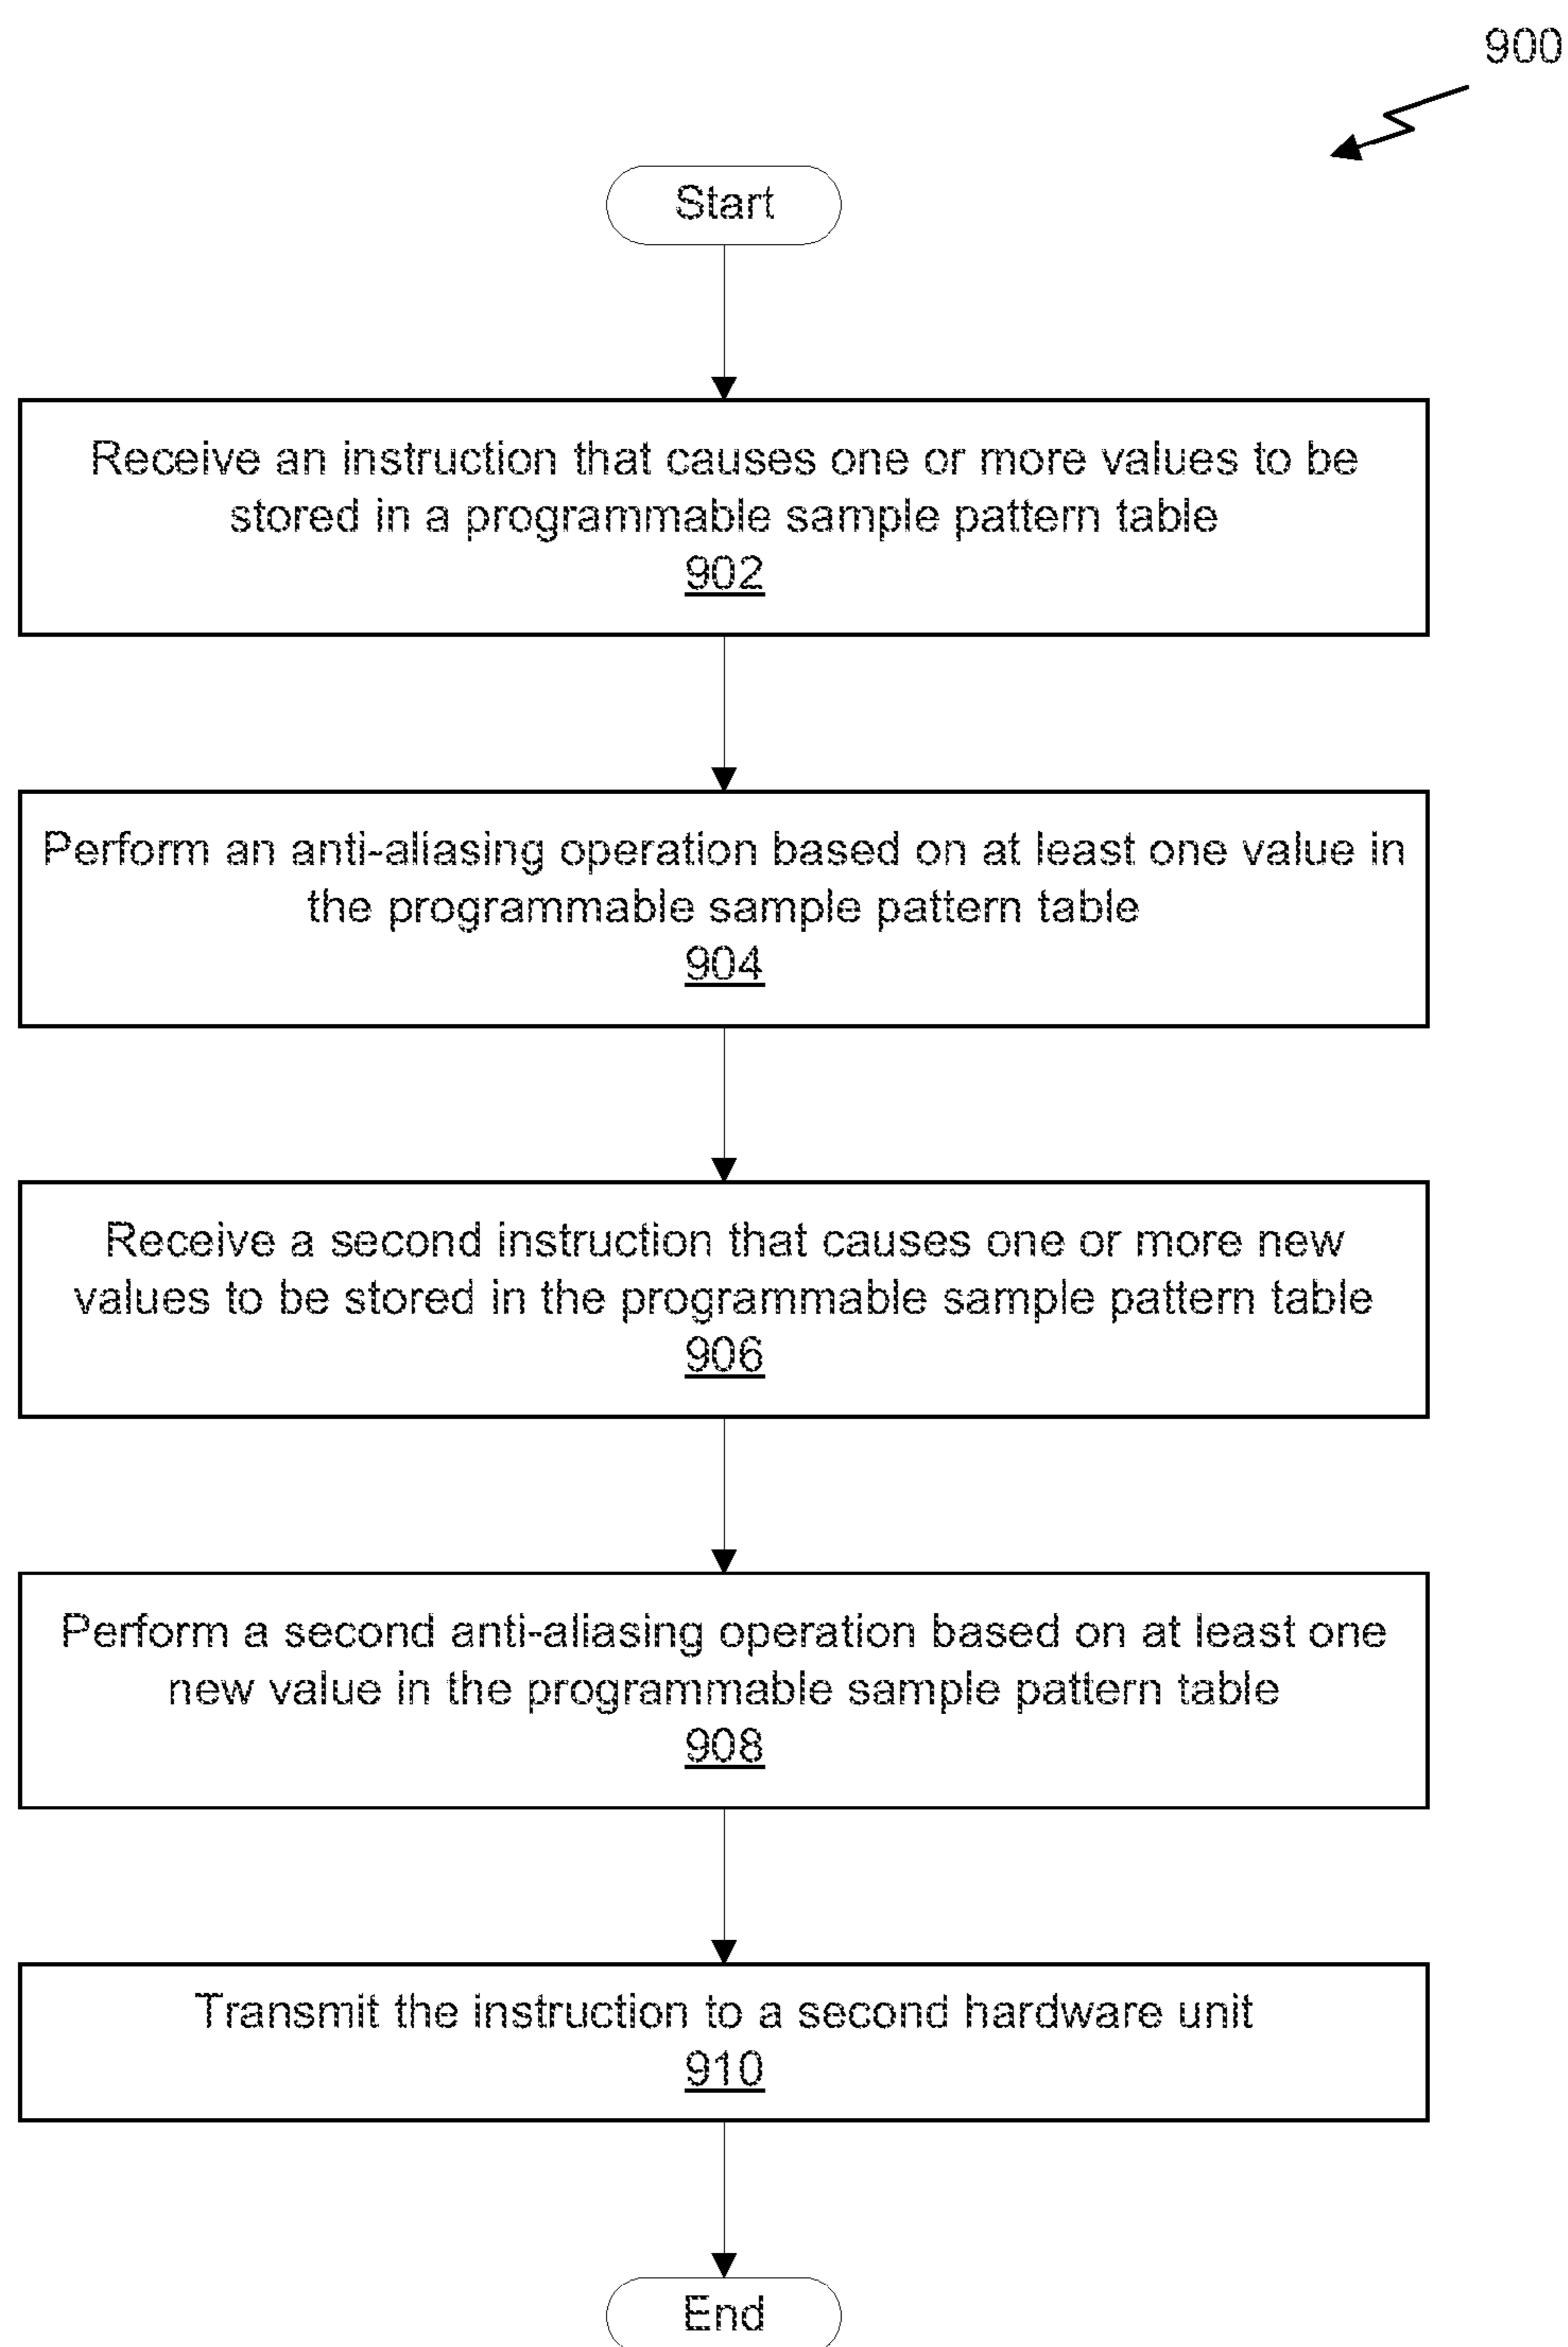 900
Start
Receive an instruction that causes one or more values to be
stored in a programmable sample pattern table
902
Perform an anti-aliasing operation based on at least one value in
the programmable sample pattern table
904
Receive a second instruction that causes one or more new
values to be stored in the programmable sample pattern table
906
Perform a second anti-aliasing operation based on at least one
new value in the programmable sample pattern table
908
Transmit the instruction to a second hardware unit
910
End